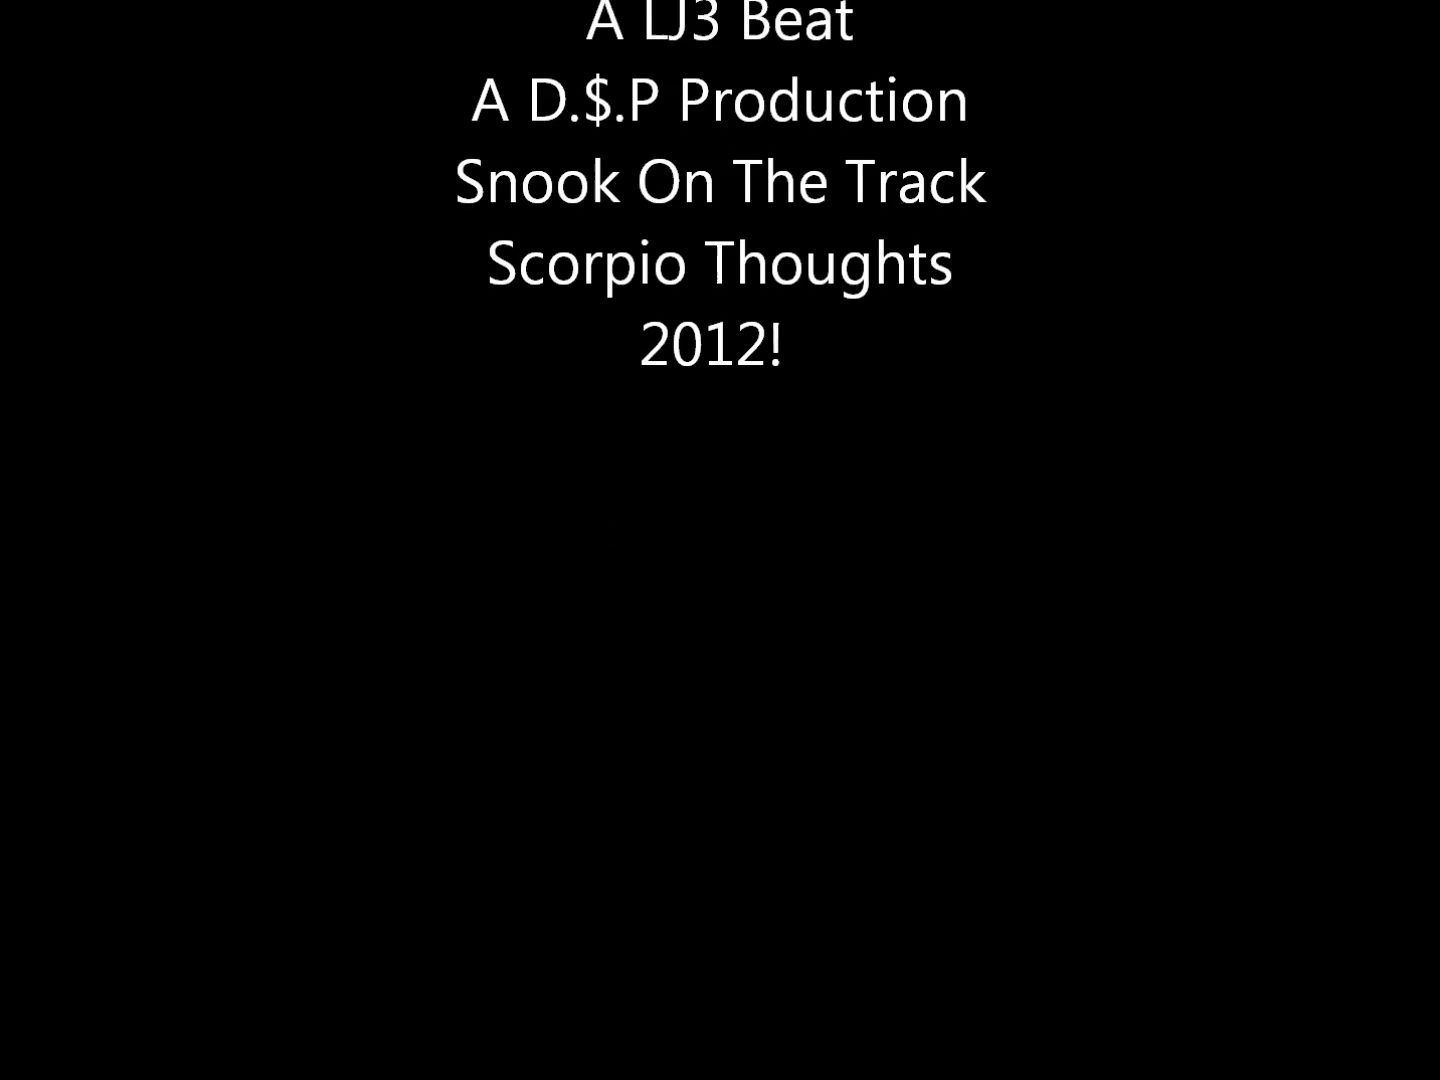 A LJ3 Beat
A D.$.P Production
Snook On The Track
Scorpio Thoughts
2012!